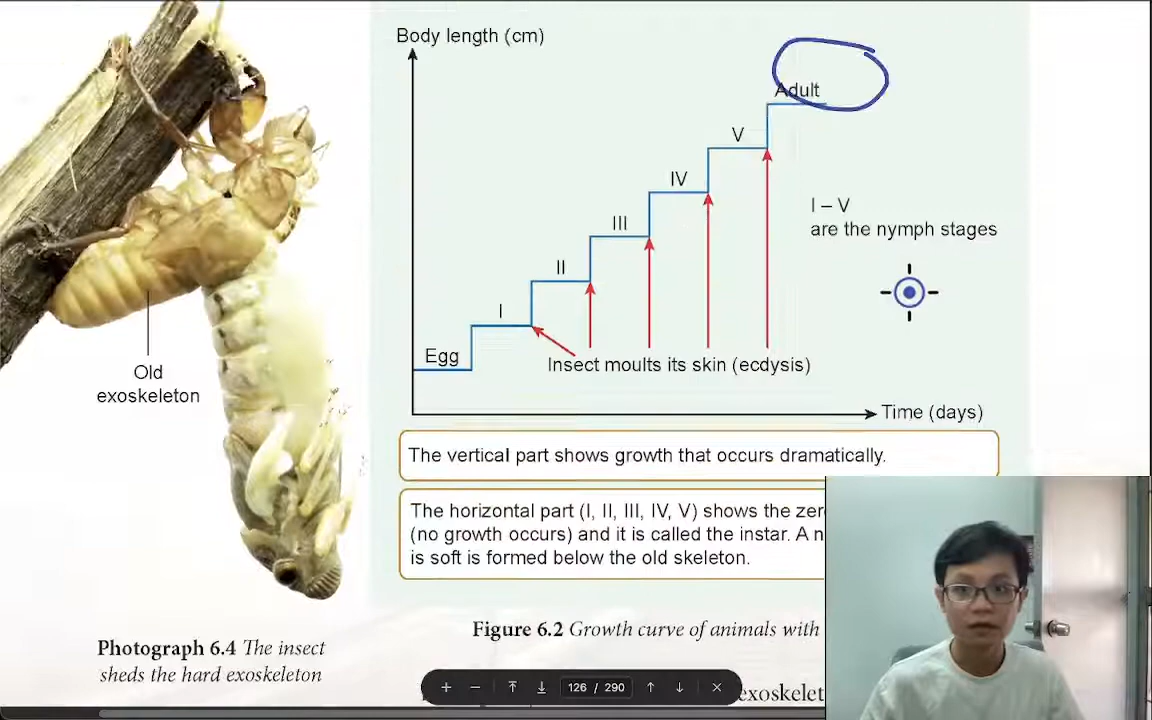 Body length (cm)
Adult
V
IV
III
II
I
Egg
I – V
are the nymph stages
Insect moults its skin (ecdysis)
Time (days)
Old
exoskeleton
The vertical part shows growth that occurs dramatically.
The horizontal part (I, II, III, IV, V) shows the
(no growth occurs) and it is called the instar. A
is soft is formed below the old skeleton.
Figure 6.2 Growth curve of animals with
Photograph 6.4 The insect
sheds the hard exoskeleton
126 / 290